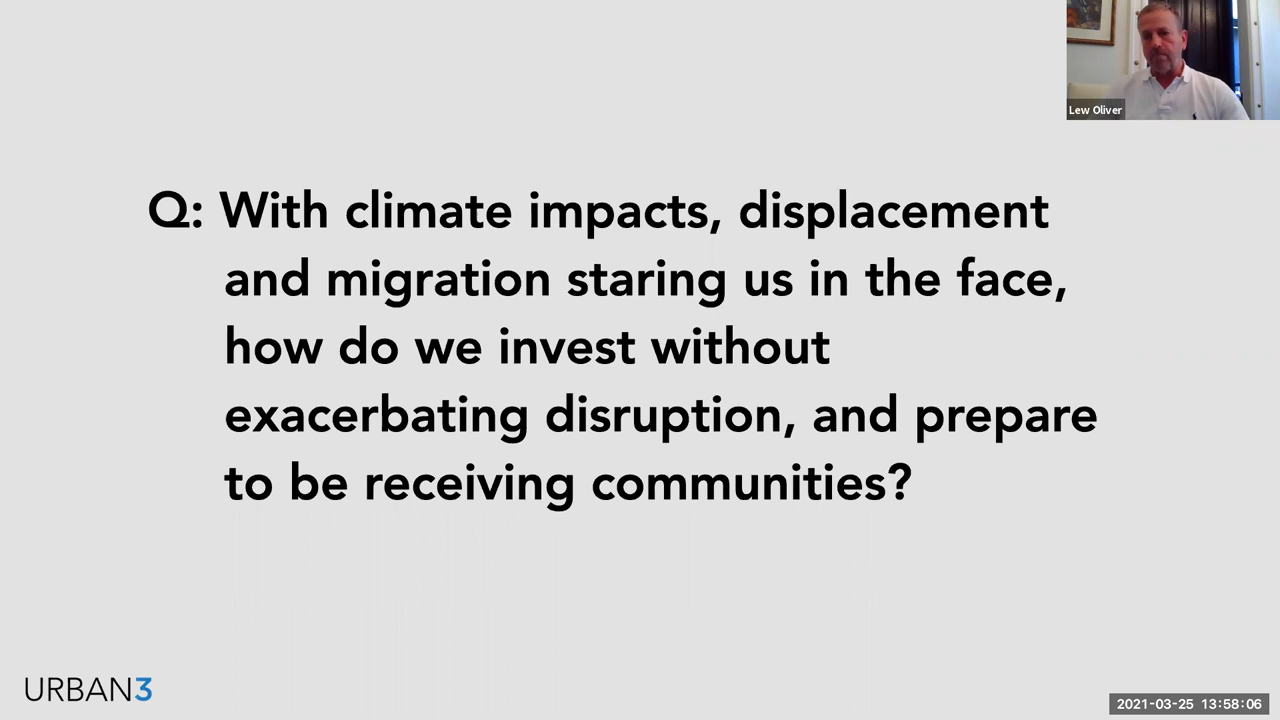 Lew Oliver
Q: With climate impacts, displacement
and migration staring us in the face,
how do we invest without
exacerbating disruption, and prepare
to be receiving communities?
URBAN3
2021-03-25 13:58:06